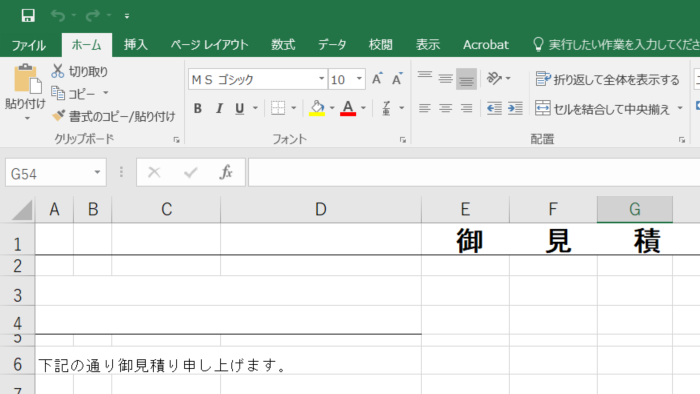 ファイル ホーム 挿入 ページ レイアウト 数式 データ 校閲 表示 Acrobat 実行したい作業を入力してくださ
貼り付け
切り取り
コピー
書式のコピー/貼り付け
クリップボード
ＭＳ ゴシック 10 A A
B I U A
フォント
折り返して全体を表示する
セルを結合して中央揃え
配置
G54 fx
A B C D E F G
1 御 見 積
2
3
4
5
6 下記の通り御見積り申し上げます。
7